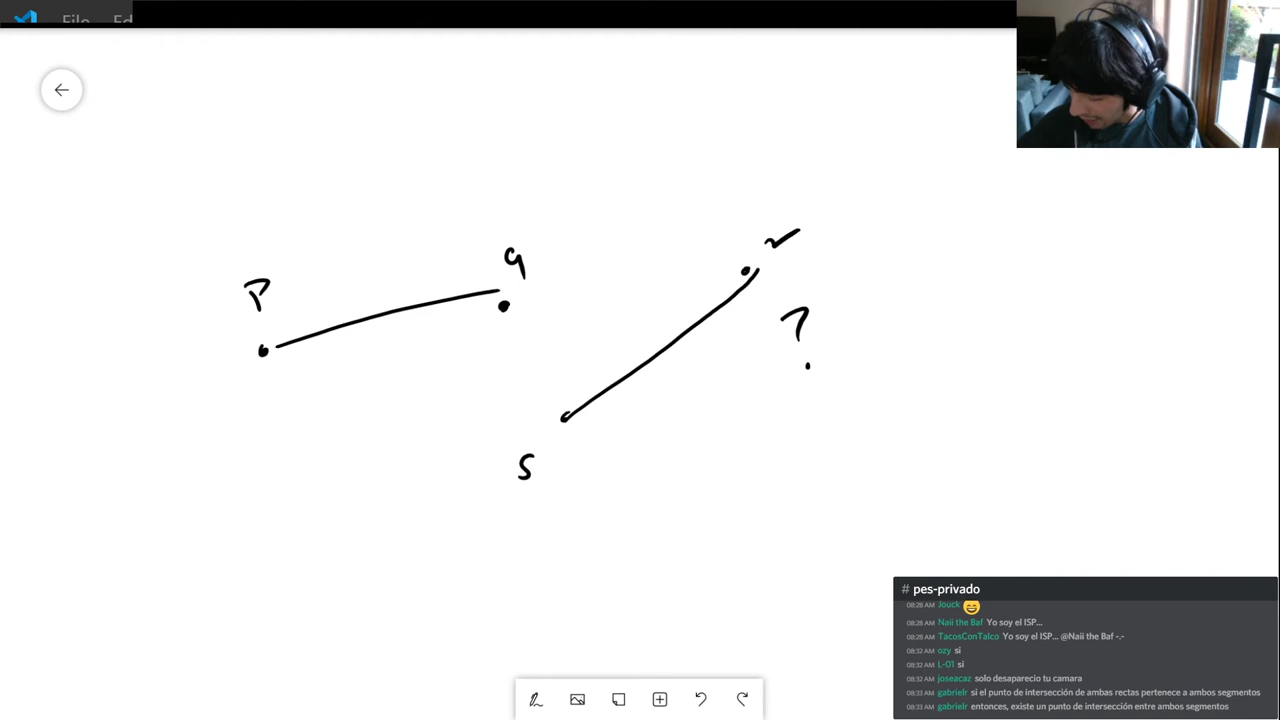 File Ed
P
q
r
?
s
# pes-privado
08:28 AM Jouck
08:28 AM Naii the Baf Yo soy el ISP...
08:28 AM TacosConTalco Yo soy el ISP... @Naii the Baf -.-
08:32 AM ozy si
08:32 AM L-01 si
08:32 AM joseacaz solo desaparecio tu camara
08:33 AM gabrielr si el punto de intersección de ambas rectas pertenece a ambos segmentos
08:33 AM gabrielr entonces, existe un punto de intersección entre ambos segmentos